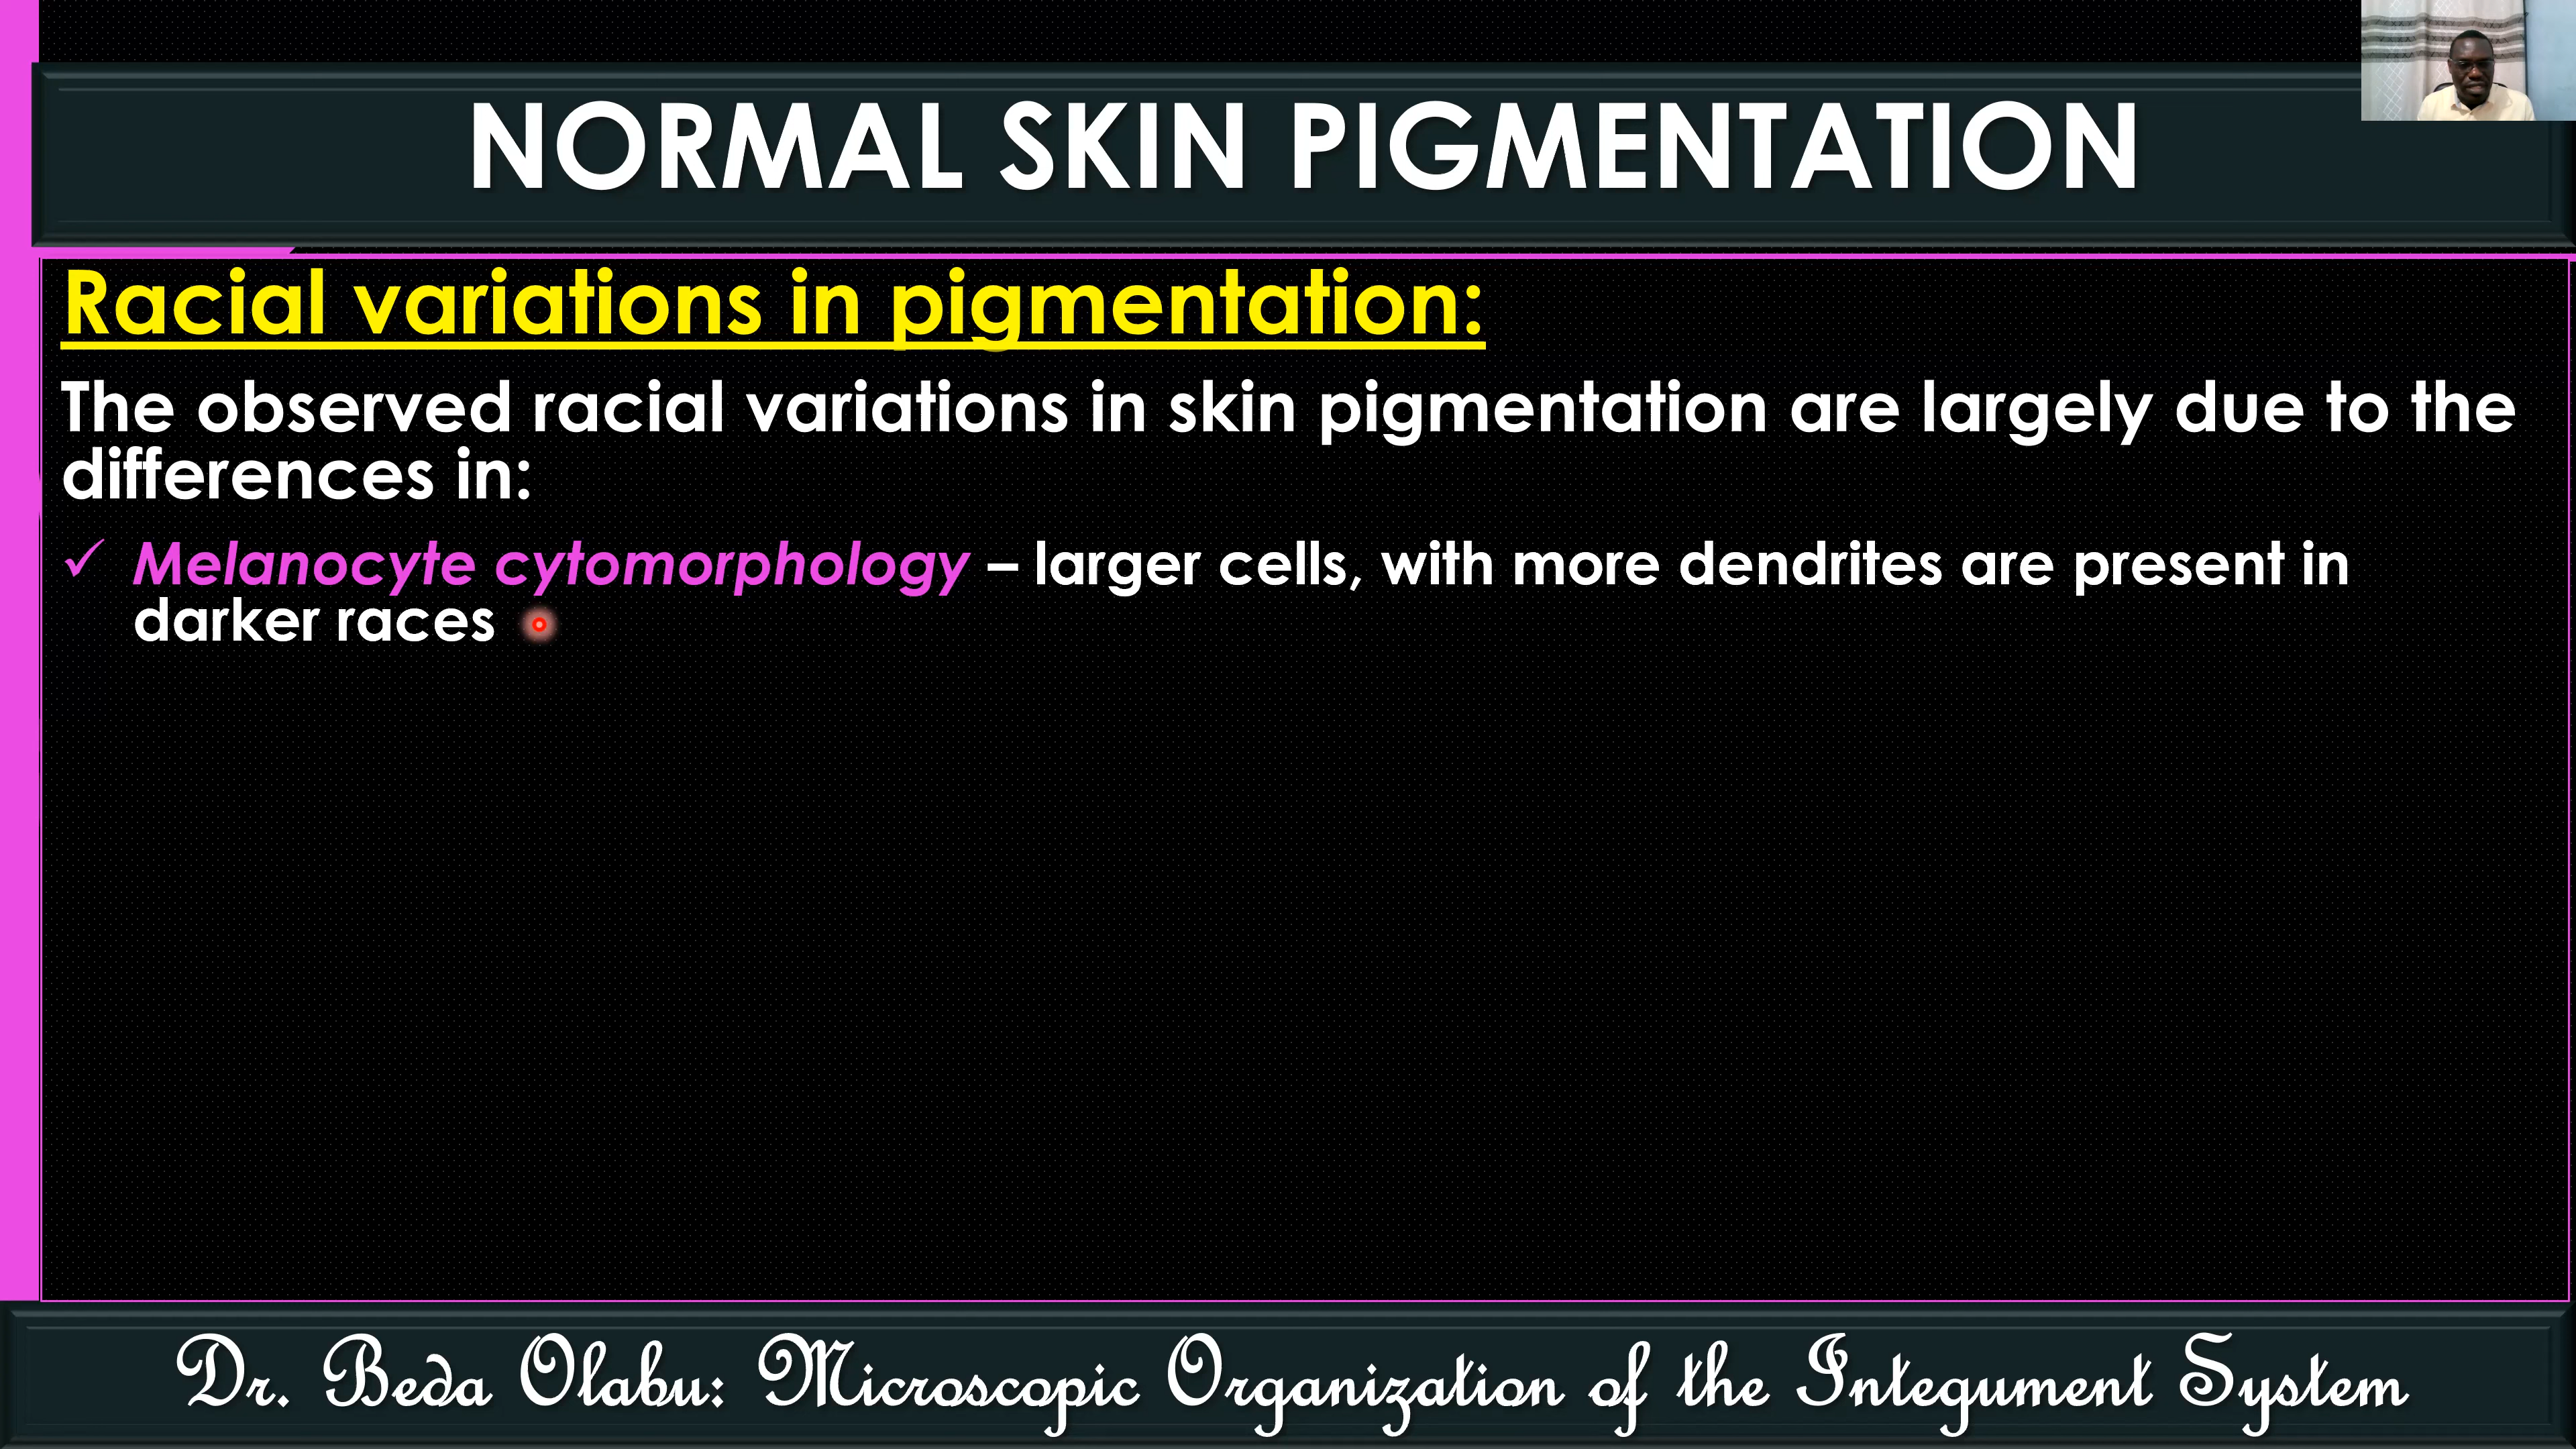 NORMAL SKIN PIGMENTATION
Racial variations in pigmentation:
The observed racial variations in skin pigmentation are largely due to the
differences in:
✓ Melanocyte cytomorphology – larger cells, with more dendrites are present in
darker races
Dr. Beda Olabu: Microscopic Organization of the Integument System